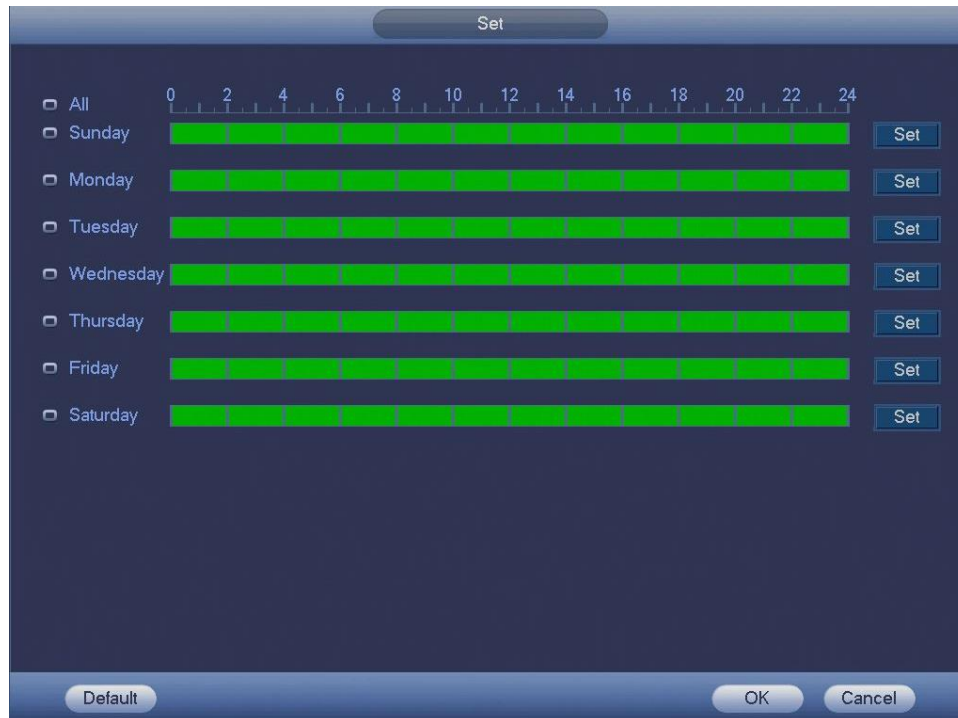 Set
All 0 2 4 6 8 10 12 14 16 18 20 22 24
Sunday Set
Monday Set
Tuesday Set
Wednesday Set
Thursday Set
Friday Set
Saturday Set
Default OK Cancel